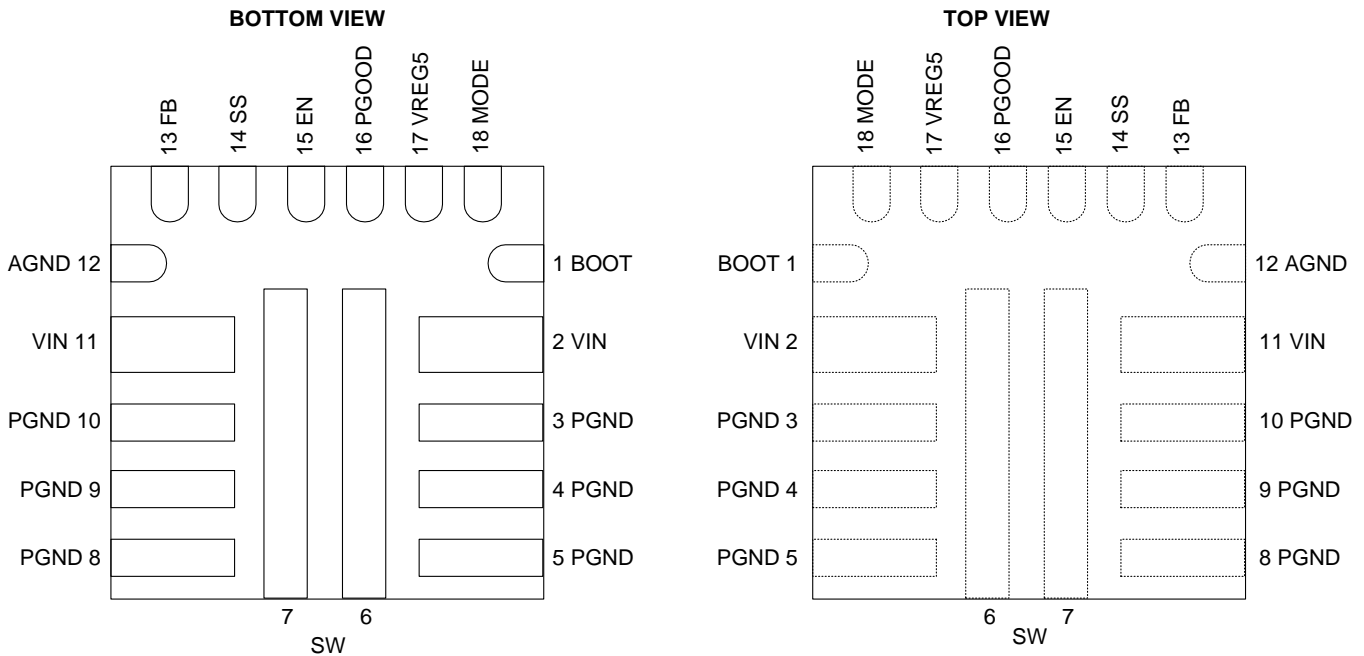 BOTTOM VIEW
13 FB
14 SS
15 EN
16 PGOOD
17 VREG5
18 MODE
AGND 12
1 BOOT
VIN 11
2 VIN
PGND 10
3 PGND
PGND 9
4 PGND
PGND 8
5 PGND
7
6
SW
TOP VIEW
18 MODE
17 VREG5
16 PGOOD
15 EN
14 SS
13 FB
BOOT 1
12 AGND
VIN 2
11 VIN
PGND 3
10 PGND
PGND 4
9 PGND
PGND 5
8 PGND
6
7
SW